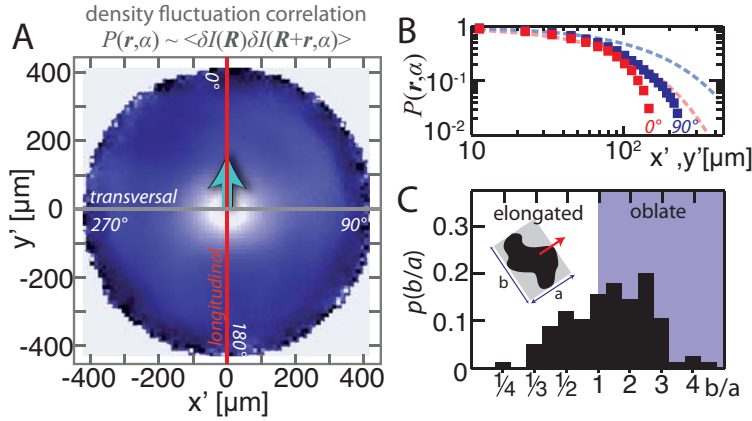 density fluctuation correlation
P(r,α) ~ <δI(R)δI(R+r,α)>
A
y' [µm]
400
200
0
-200
-400
0°
transversal
270°
90°
longitudinal
180°
-400 -200 0 200 400
x' [µm]
B
P(r,α)
1
10⁻¹
10⁻²
0° 90°
10
10² x' ,y'[µm]
C
p(b/a)
0.3
0.2
0.1
0
elongated oblate
b
a
¼ ⅓ ½ 1 2 3 4 b/a